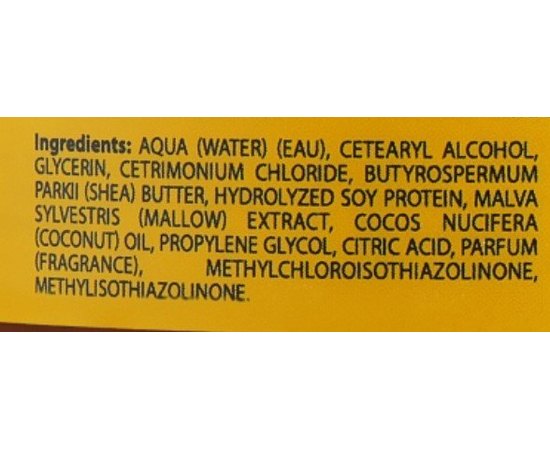 Ingredients: AQUA (WATER) (EAU), CETEARYL ALCOHOL,
GLYCERIN, CETRIMONIUM CHLORIDE, BUTYROSPERMUM
PARKII (SHEA) BUTTER, HYDROLYZED SOY PROTEIN, MALVA
SYLVESTRIS (MALLOW) EXTRACT, COCOS NUCIFERA
(COCONUT) OIL, PROPYLENE GLYCOL, CITRIC ACID, PARFUM
(FRAGRANCE), METHYLCHLOROISOTHIAZOLINONE,
METHYLISOTHIAZOLINONE.